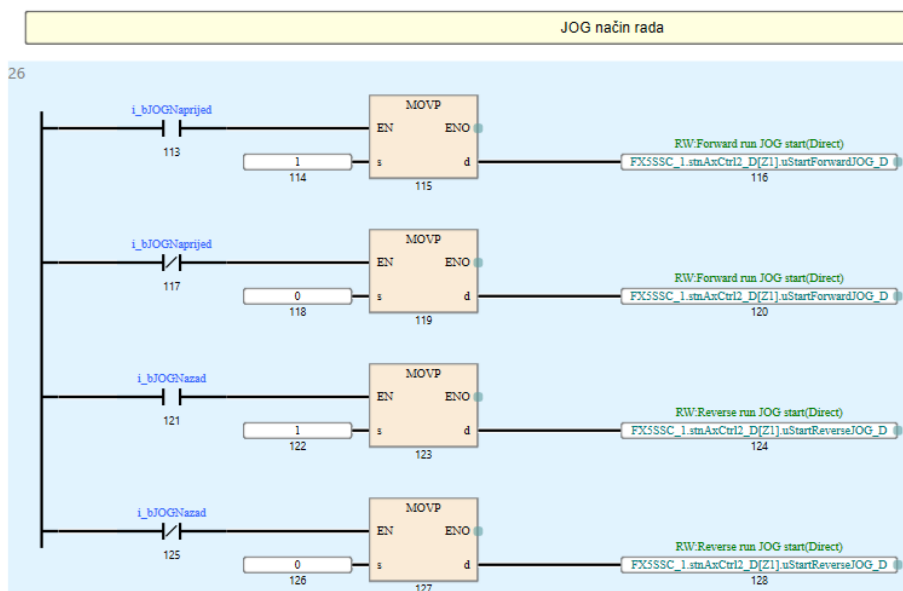 JOG način rada
26
i_bJOGNaprijed
113
MOVP
EN ENO
1
s d
114
115
RW:Forward run JOG start(Direct)
FX5SSC_1.stnAxCtrl2_D[Z1].uStartForwardJOG_D
116
i_bJOGNaprijed
117
MOVP
EN ENO
0
s d
118
119
RW:Forward run JOG start(Direct)
FX5SSC_1.stnAxCtrl2_D[Z1].uStartForwardJOG_D
120
i_bJOGNazad
121
MOVP
EN ENO
1
s d
122
123
RW:Reverse run JOG start(Direct)
FX5SSC_1.stnAxCtrl2_D[Z1].uStartReverseJOG_D
124
i_bJOGNazad
125
MOVP
EN ENO
0
s d
126
127
RW:Reverse run JOG start(Direct)
FX5SSC_1.stnAxCtrl2_D[Z1].uStartReverseJOG_D
128